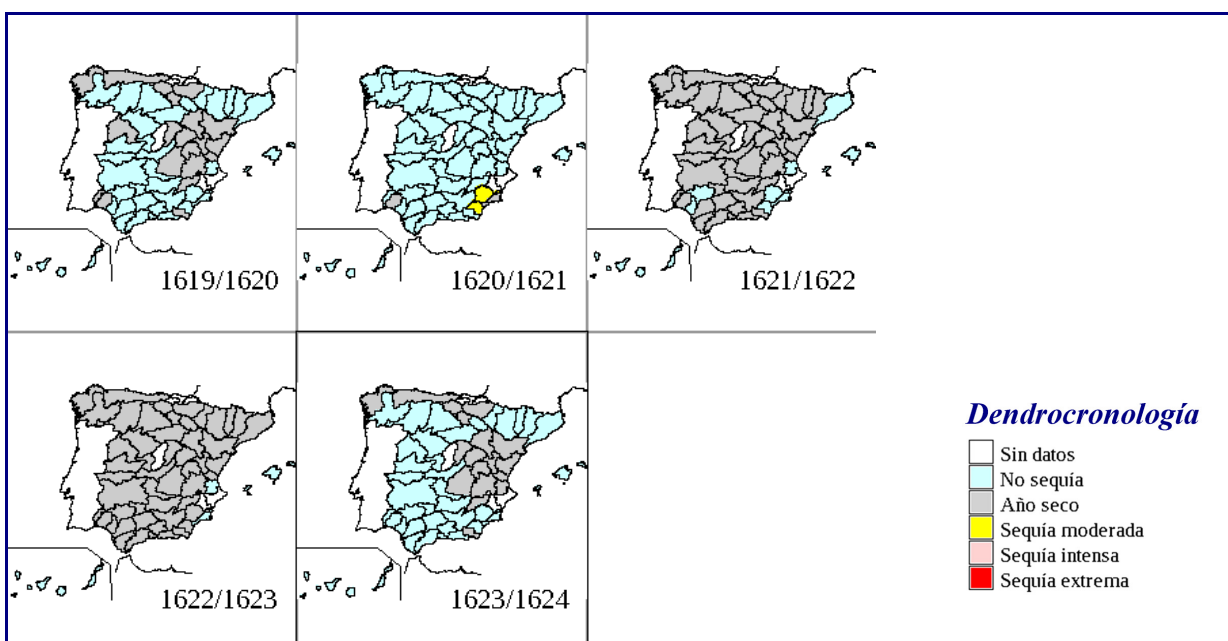 1619/1620
1620/1621
1621/1622
1622/1623
1623/1624
Dendrocronología
Sin datos
No sequía
Año seco
Sequía moderada
Sequía intensa
Sequía extrema